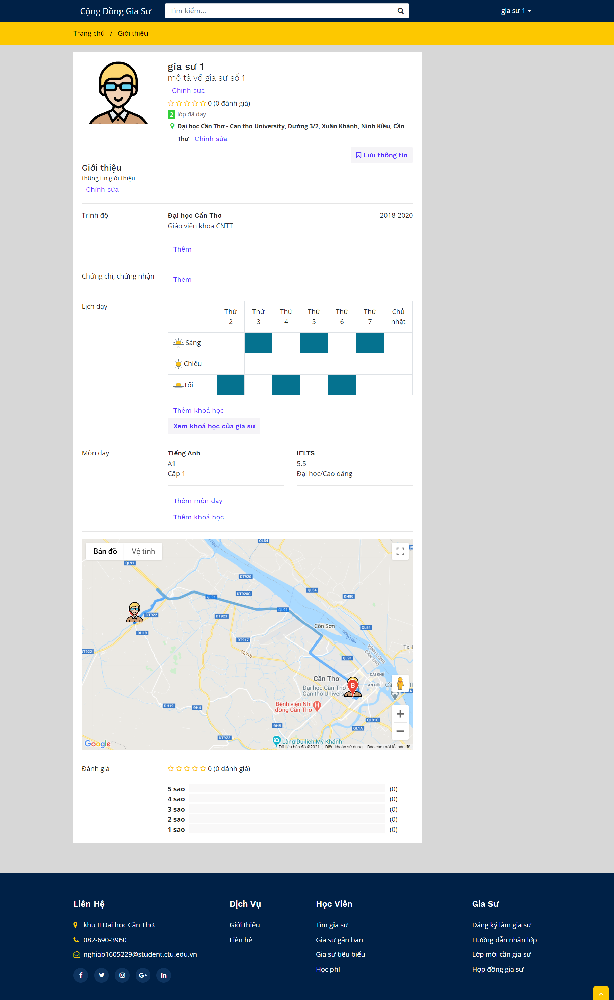 Cộng Đồng Gia Sư
Tìm kiếm...
gia sư 1
Trang chủ / Giới thiệu
gia sư 1
mô tả về gia sư số 1
Chỉnh sửa
0 (0 đánh giá)
2 lớp đã dạy
Đại học Cần Thơ - Can tho University, Đường 3/2, Xuân Khánh, Ninh Kiều, Cần
Thơ Chỉnh sửa
Lưu thông tin
Giới thiệu
thông tin giới thiệu
Chỉnh sửa
Trình độ
Đại học Cần Thơ
2018-2020
Giáo viên khoa CNTT
Thêm
Chứng chỉ, chứng nhận
Thêm
Lịch dạy
Thứ 2
Thứ 3
Thứ 4
Thứ 5
Thứ 6
Thứ 7
Chủ nhật
Sáng
Chiều
Tối
Thêm khoá học
Xem khoá học của gia sư
Môn dạy
Tiếng Anh
A1
Cấp 1
IELTS
5.5
Đại học/Cao đẳng
Thêm môn dạy
Thêm khoá học
Bản đồ
Vệ tinh
QL54
QL91
DT920
QL54
DT920C
QL91
ĐH80
QL91
DT922
DT923
Cồn Sơn
QL54
ĐH19
Sông Hậu
DT917
DT922
QL91B
VĨNH LONG
CẦN THƠ
Tx.
QL91
CÁI KHẾ
Cần Thơ
Đại học Cần Thơ
Can tho Universi
B
AN HỘI
ĐH19
ĐH4
Bệnh viện Nhi
đồng Cần Thơ
H
QL91C
ĐH5
QL1A
DT923
Làng Du lịch Mỹ Khánh
Google
Dữ liệu bản đồ ©2021
Điều khoản sử dụng
Báo cáo một lỗi bản đồ
Đánh giá
0 (0 dánh giá)
5 sao (0)
4 sao (0)
3 sao (0)
2 sao (0)
1 sao (0)
Liên Hệ
khu II Đại học Cần Thơ.
082-690-3960
nghiab1605229@student.ctu.edu.vn
Dịch Vụ
Giới thiệu
Liên hệ
Học Viên
Tìm gia sư
Gia sư gần bạn
Gia sư tiêu biểu
Học phí
Gia Sư
Đăng ký làm gia sư
Hướng dẫn nhận lớp
Lớp mới cần gia sư
Hợp đồng gia sư